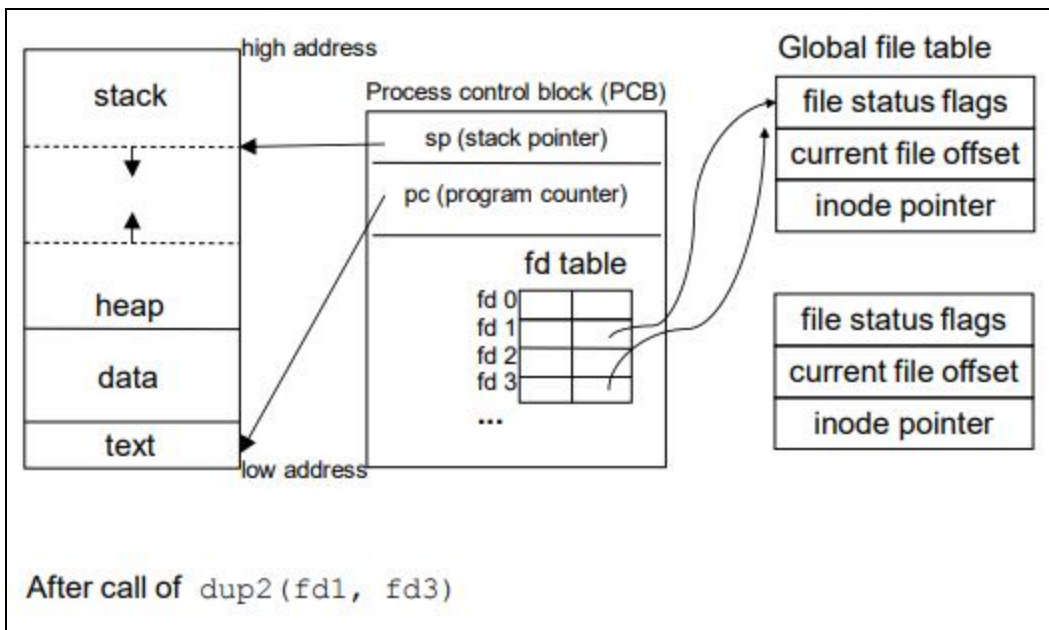 high address
stack
heap
data
text
low address
Process control block (PCB)
sp (stack pointer)
pc (program counter)
fd table
fd 0
fd 1
fd 2
fd 3
...
Global file table
file status flags
current file offset
inode pointer
file status flags
current file offset
inode pointer
After call of dup2(fd1, fd3)